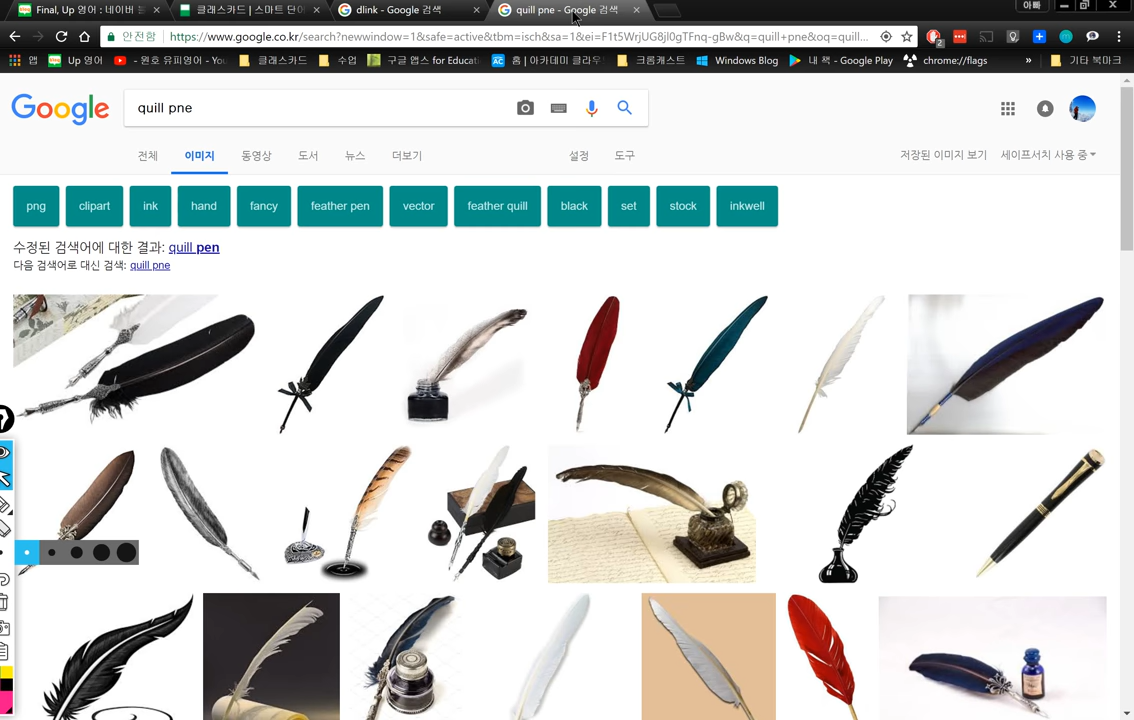 Final, Up 영어 : 네이버 블
클래스카드 | 스마트 단어
dlink - Google 검색
quill pne - Google 검색
아빠
안전함
https://www.google.co.kr/search?newwindow=1&safe=active&tbm=isch&sa=1&ei=F1t5WrjUG8jl0gTFnq-gBw&q=quill+pne&oq=quill...
2
앱
Up 영어
- 원호 유피영어 - You
클래스카드
수업
구글 앱스 for Educati
홈 | 아카데미 클라우
크롬캐스트
Windows Blog
내 책 - Google Play
chrome://flags
»
기타 북마크
Google
quill pne
전체
이미지
동영상
도서
뉴스
더보기
설정
도구
저장된 이미지 보기
세이프서치 사용 중
png
clipart
ink
hand
fancy
feather pen
vector
feather quill
black
set
stock
inkwell
수정된 검색어에 대한 결과: quill pen
다음 검색어로 대신 검색: quill pne